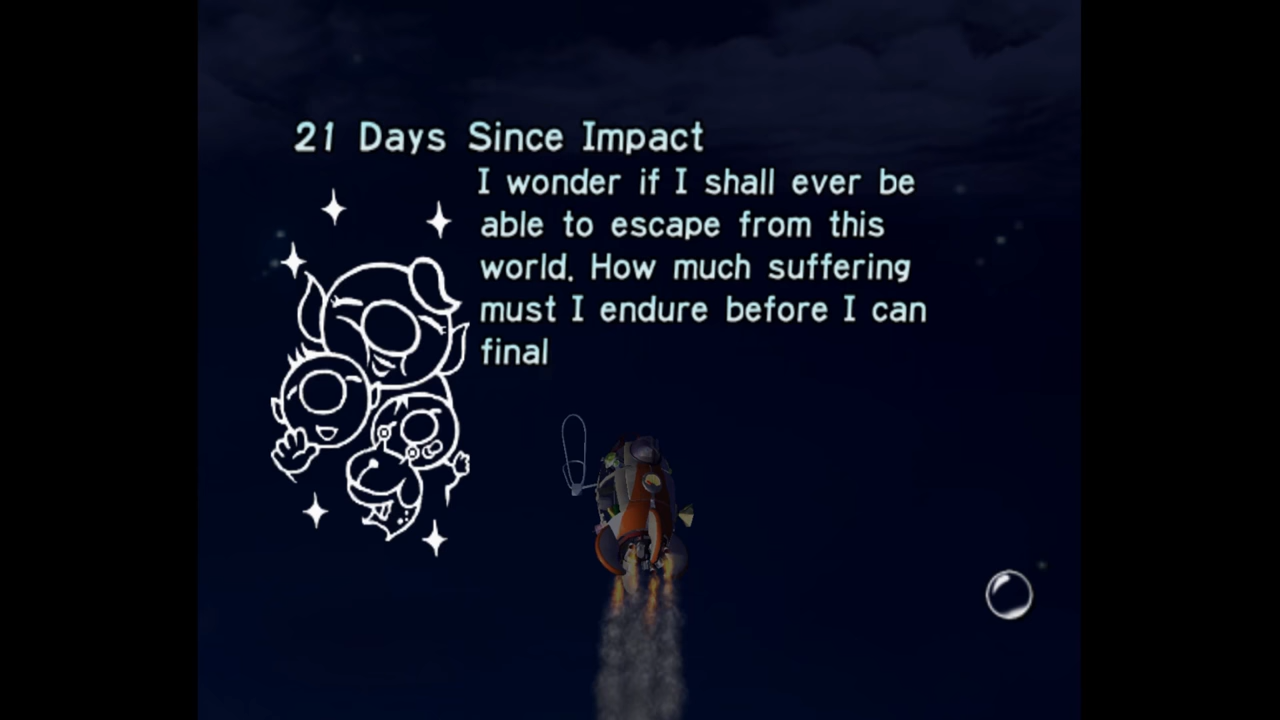 21 Days Since Impact
I wonder if I shall ever be
able to escape from this
world. How much suffering
must I endure before I can
final